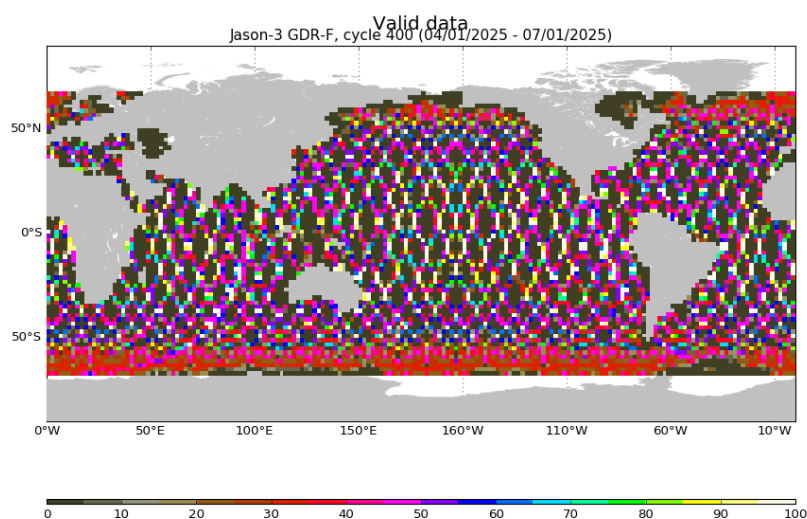 Valid data
Jason-3 GDR-F, cycle 400 (04/01/2025 - 07/01/2025)
50°N
0°S
50°S
0°W 50°E 100°E 150°E 160°W 110°W 60°W 10°W
0 10 20 30 40 50 60 70 80 90 100